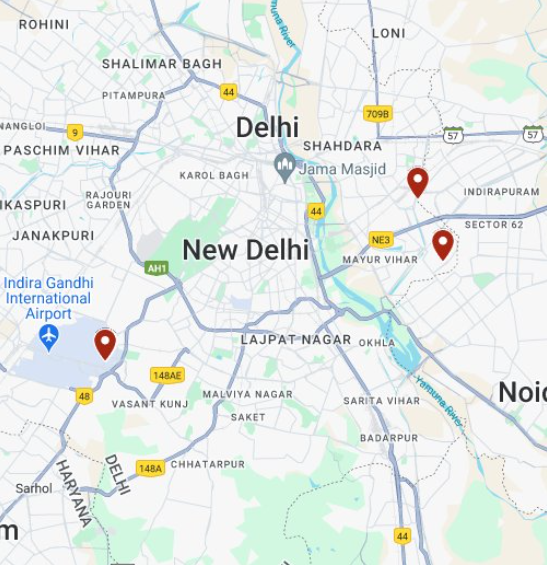 ROHINI
LONI
Yamuna River
SHALIMAR BAGH
PITAMPURA
44
709B
Delhi
NANGLOI
9
57
57
SHAHDARA
PASCHIM VIHAR
Jama Masjid
KAROL BAGH
INDIRAPURAM
RAJOURI
GARDEN
IKASPURI
44
SECTOR 62
JANAKPURI
NE3
New Delhi
MAYUR VIHAR
AH1
Indira Gandhi
International
Airport
LAJPAT NAGAR
OKHLA
148AE
Yamuna River
48
VASANT KUNJ
MALVIYA NAGAR
Noid
SARITA VIHAR
SAKET
BADARPUR
148A
CHHATARPUR
DELHI
HARYANA
Sarhol
m
44